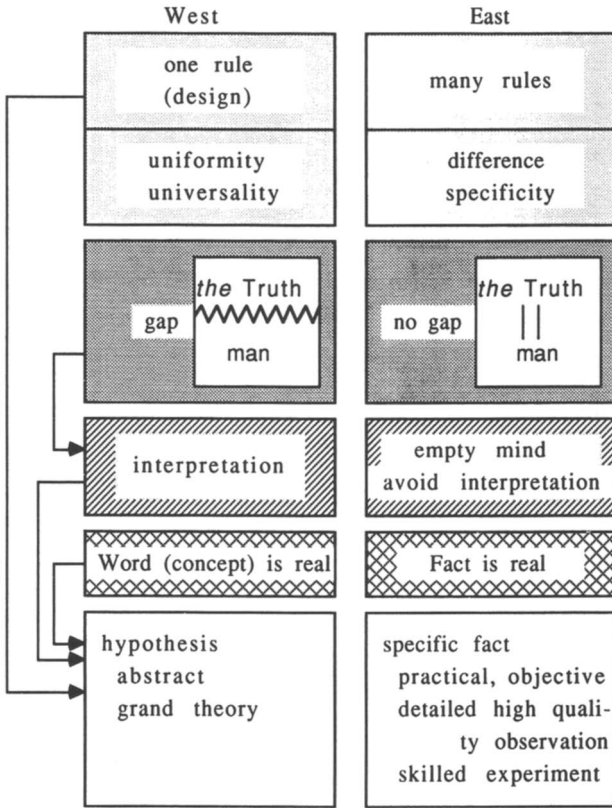 West
East
one rule
(design)
many rules
uniformity
universality
difference
specificity
the Truth
gap
man
the Truth
no gap
man
interpretation
empty mind
avoid interpretation
Word (concept) is real
Fact is real
hypothesis
abstract
grand theory
specific fact
practical, objective
detailed high quali-
ty observation
skilled experiment